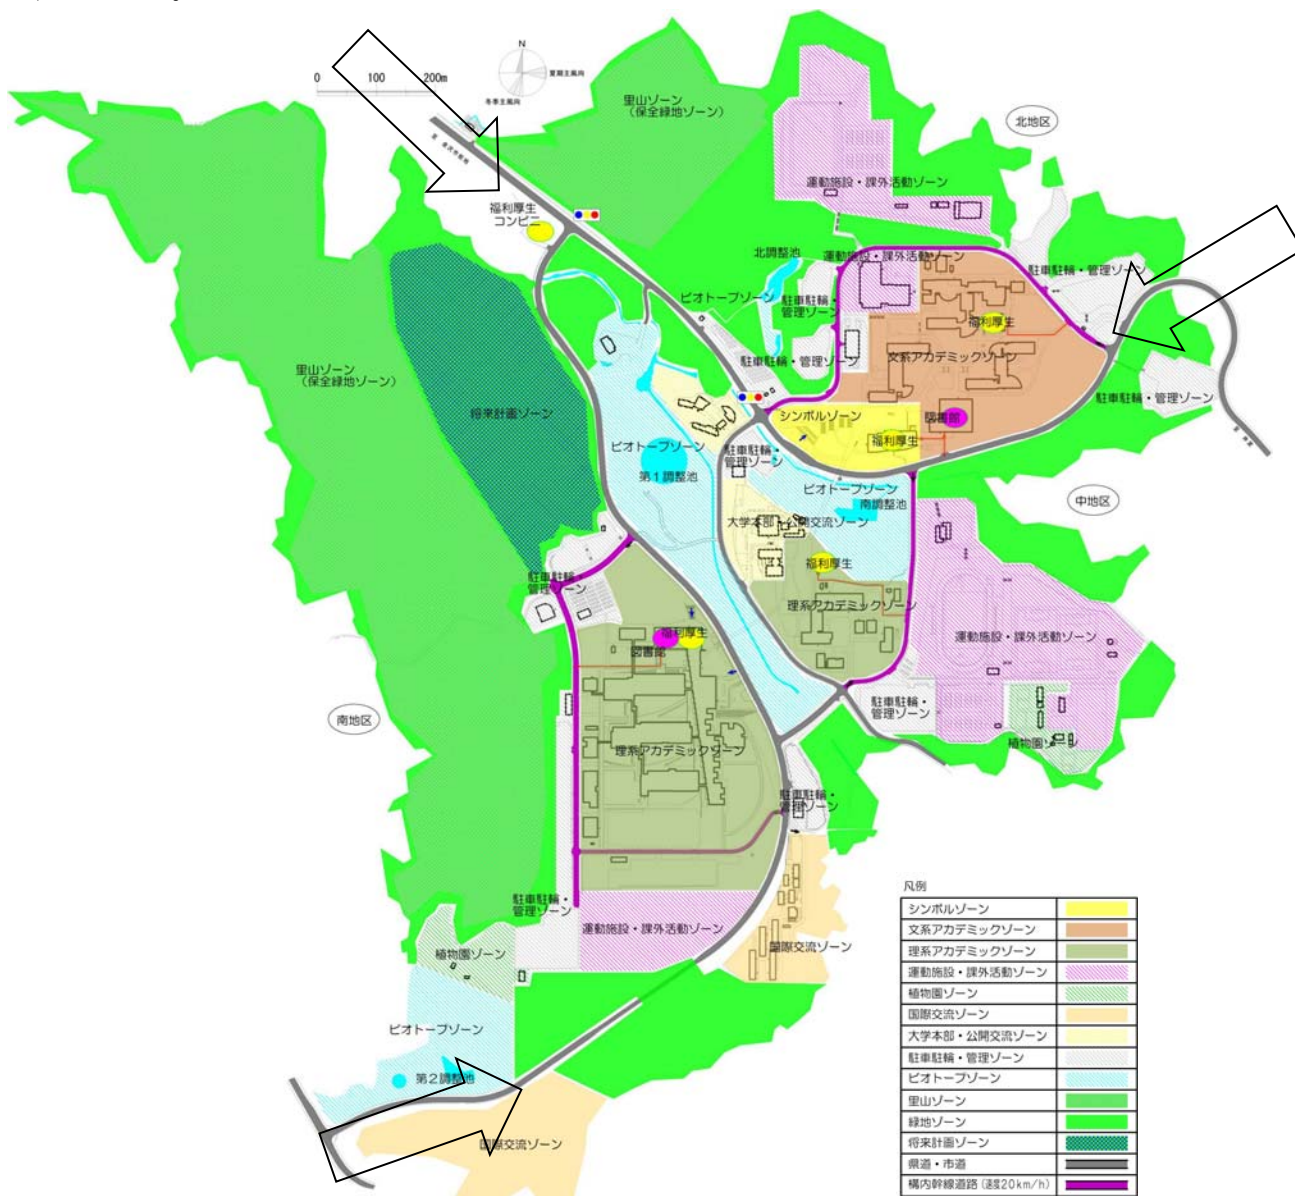 N
0 100 200m
夏期主風向
冬季主風向
里山ゾーン
（保全緑地ゾーン）
北地区
運動施設・課外活動ゾーン
福利厚生
コンビニ
北調整池
運動施設・課外活動ゾーン
駐車駐輪・管理ゾーン
ビオトープゾーン
駐車駐輪・
管理ゾーン
福利厚生
文系アカデミックゾーン
駐車駐輪・管理ゾーン
里山ゾーン
（保全緑地ゾーン）
駐車駐輪・管理ゾーン
将来計画ゾーン
シンボルゾーン
図書館
福利厚生
ビオトープゾーン
第１調整池
駐車駐輪・
管理ゾーン
ビオトープゾーン
南調整池
中地区
大学本部・公開交流ゾーン
福利厚生
駐車駐輪・
管理ゾーン
理系アカデミックゾーン
福利厚生
図書館
運動施設・課外活動ゾーン
南地区
駐車駐輪・
管理ゾーン
植物園ゾーン
理系アカデミックゾーン
駐車駐輪・
管理ゾーン
駐車駐輪・
管理ゾーン
運動施設・課外活動ゾーン
国際交流ゾーン
植物園ゾーン
ビオトープゾーン
第２調整池
国際交流ゾーン
凡例
シンボルゾーン
文系アカデミックゾーン
理系アカデミックゾーン
運動施設・課外活動ゾーン
植物園ゾーン
国際交流ゾーン
大学本部・公開交流ゾーン
駐車駐輪・管理ゾーン
ビオトープゾーン
里山ゾーン
緑地ゾーン
将来計画ゾーン
県道・市道
構内幹線道路（速度20km/h）